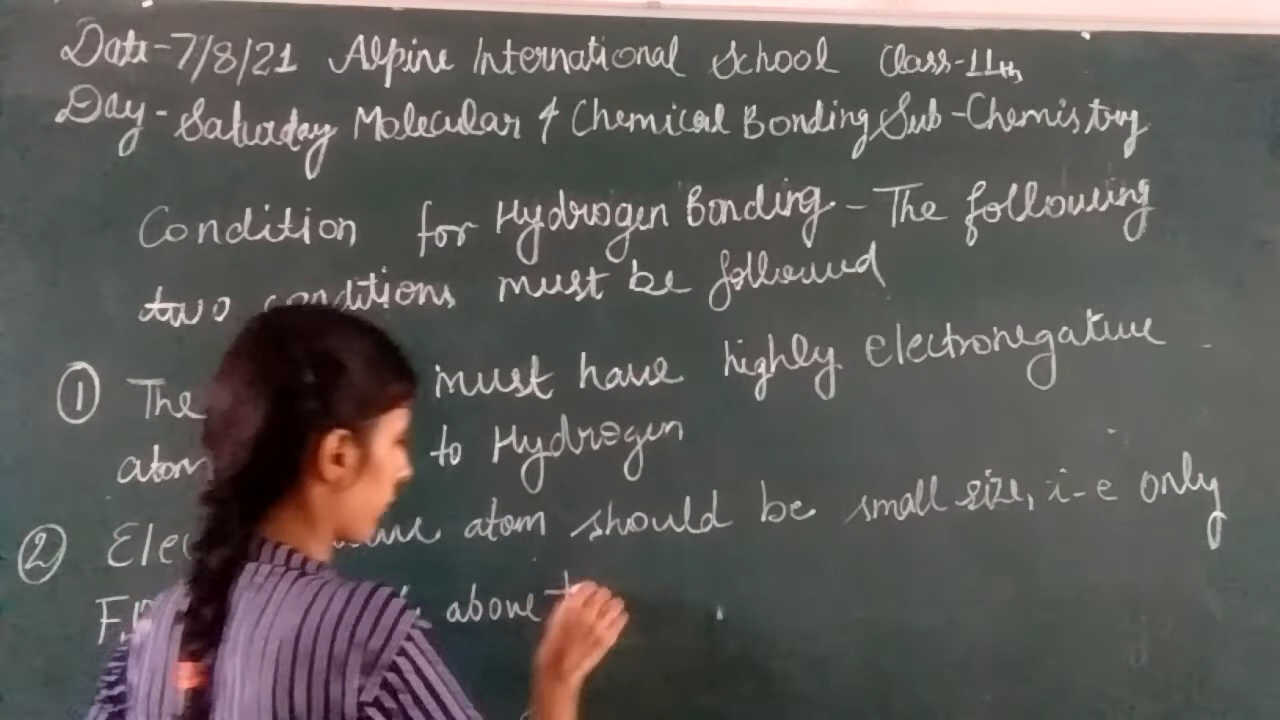 Date-7/8/21 Alpine International School Class-11th
Day-Saturday Molecular & Chemical Bonding Sub-Chemistry
Condition for Hydrogen Bonding - The following
two conditions must be followed
① The must have highly electronegative
atom to Hydrogen
② atom should be small size, i-e only
above